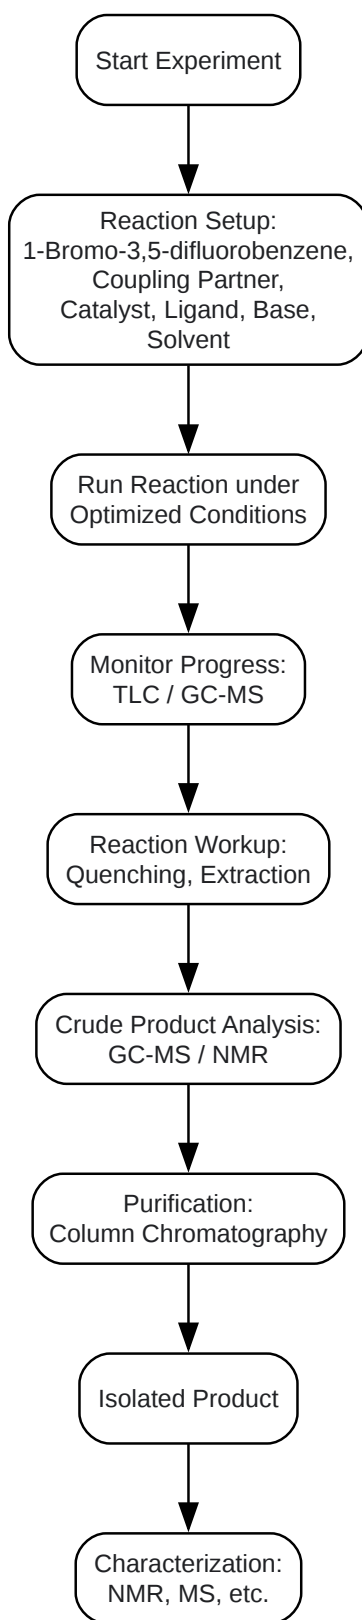 Start Experiment
Reaction Setup:
1-Bromo-3,5-difluorobenzene,
Coupling Partner,
Catalyst, Ligand, Base,
Solvent
Run Reaction under
Optimized Conditions
Monitor Progress:
TLC / GC-MS
Reaction Workup:
Quenching, Extraction
Crude Product Analysis:
GC-MS / NMR
Purification:
Column Chromatography
Isolated Product
Characterization:
NMR, MS, etc.